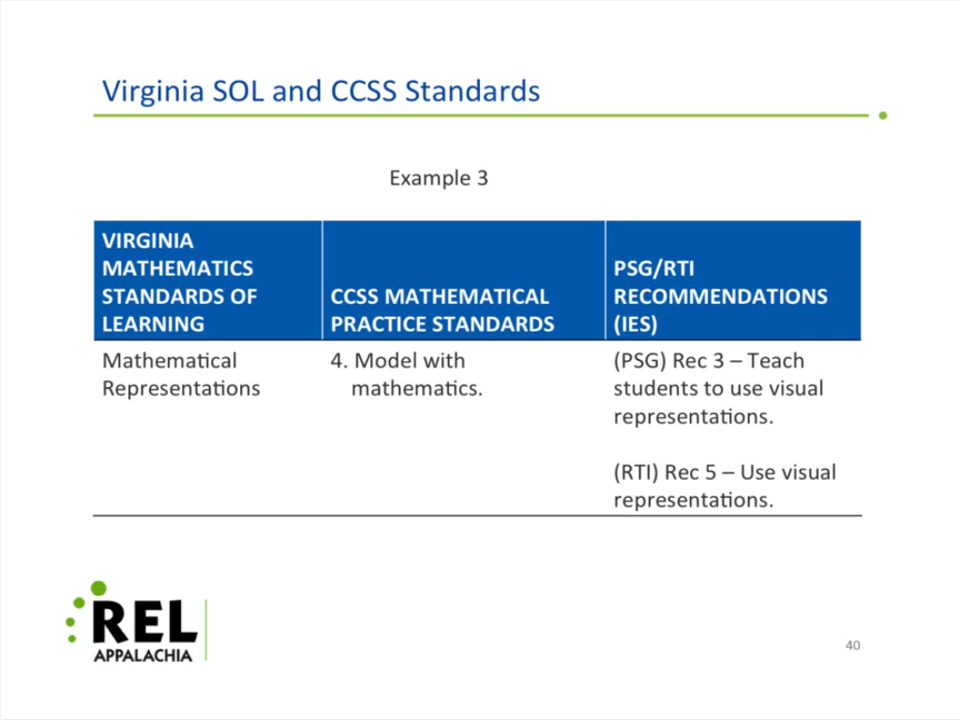 Virginia SOL and CCSS Standards
Example 3
VIRGINIA
MATHEMATICS
STANDARDS OF
LEARNING
CCSS MATHEMATICAL
PRACTICE STANDARDS
PSG/RTI
RECOMMENDATIONS
(IES)
Mathematical
Representations
4. Model with
mathematics.
(PSG) Rec 3 – Teach
students to use visual
representations.
(RTI) Rec 5 – Use visual
representations.
REL
APPALACHIA
40